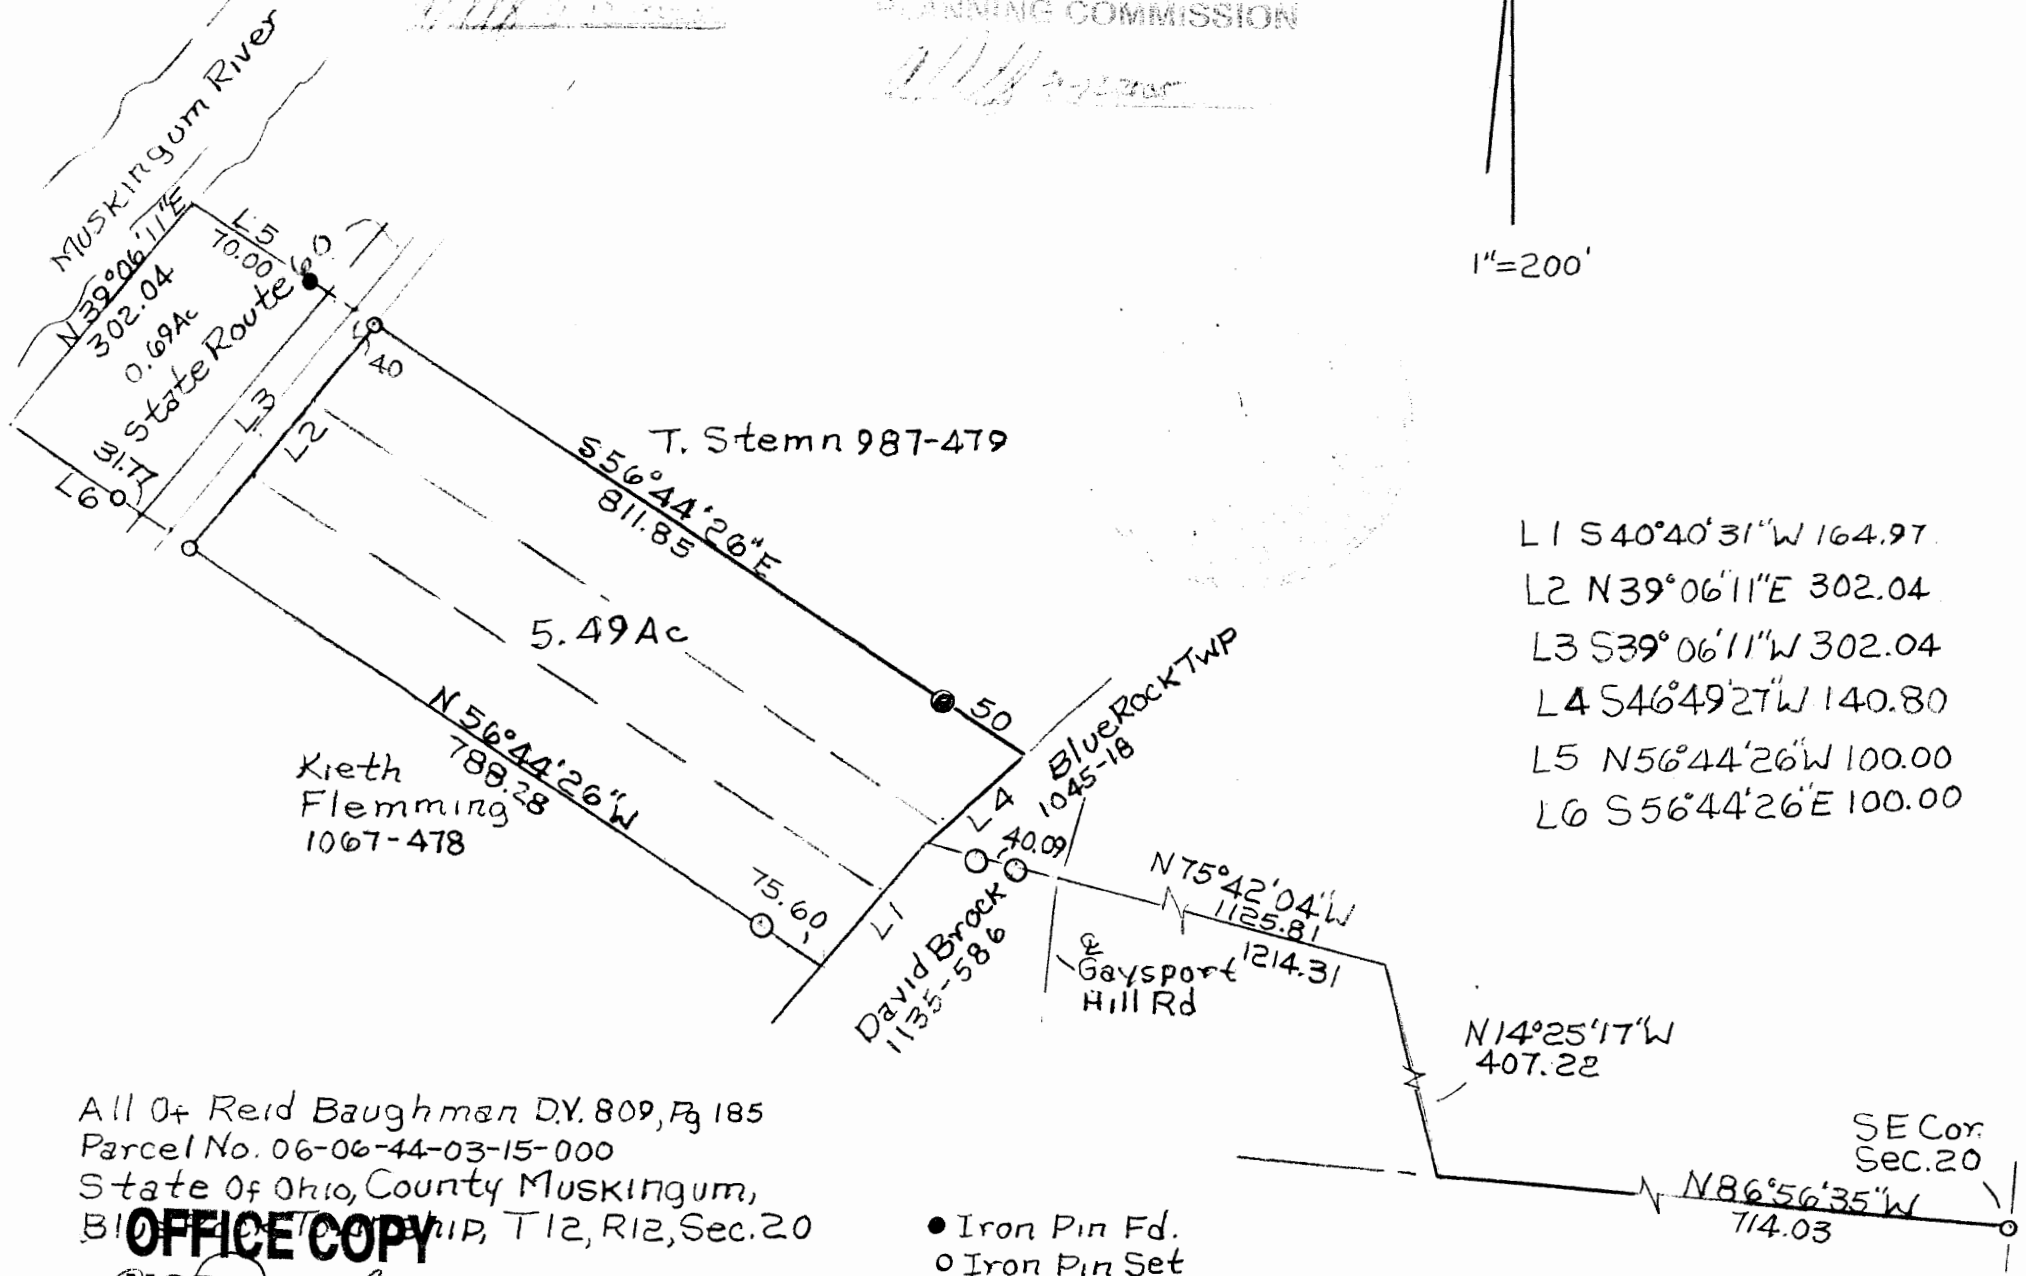 PLANNING COMMISSION
Muskingum River
1"=200'
N 39°06'11"E
302.04
0.69Ac
L5
70.00
State Route 60
L3
L2
40
31.77
L6
T. Stemn 987-479
S56°44'26"E
811.85
5.49Ac
N 56°44'26"W
788.28
Kieth
Flemming
1067-478
75.60
50
Blue Rock TWP
1045-18
L4
40.09
L1
David Brock
1135-586
N75°42'04"W
1125.81
1214.31
℄
Gaysport
Hill Rd
N14°25'17"W
407.22
SE Cor.
Sec.20
N86°56'35"W
714.03
L1 S40°40'31"W 164.97
L2 N39°06'11"E 302.04
L3 S39°06'11"W 302.04
L4 S46°49'27"W 140.80
L5 N56°44'26"W 100.00
L6 S56°44'26"E 100.00
All Of Reid Baughman D.V. 809, Pg 185
Parcel No. 06-06-44-03-15-000
State Of Ohio, County Muskingum,
T12, R12, Sec.20
OFFICE COPY
Iron Pin Fd.
Iron Pin Set